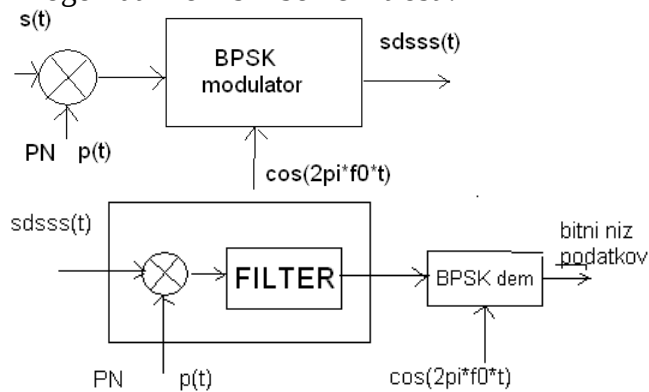 s(t)
BPSK
modulator
sdsss(t)
PN p(t)
cos(2pi*f0*t)
sdsss(t)
FILTER
BPSK dem
bitni niz
podatkov
PN p(t)
cos(2pi*f0*t)